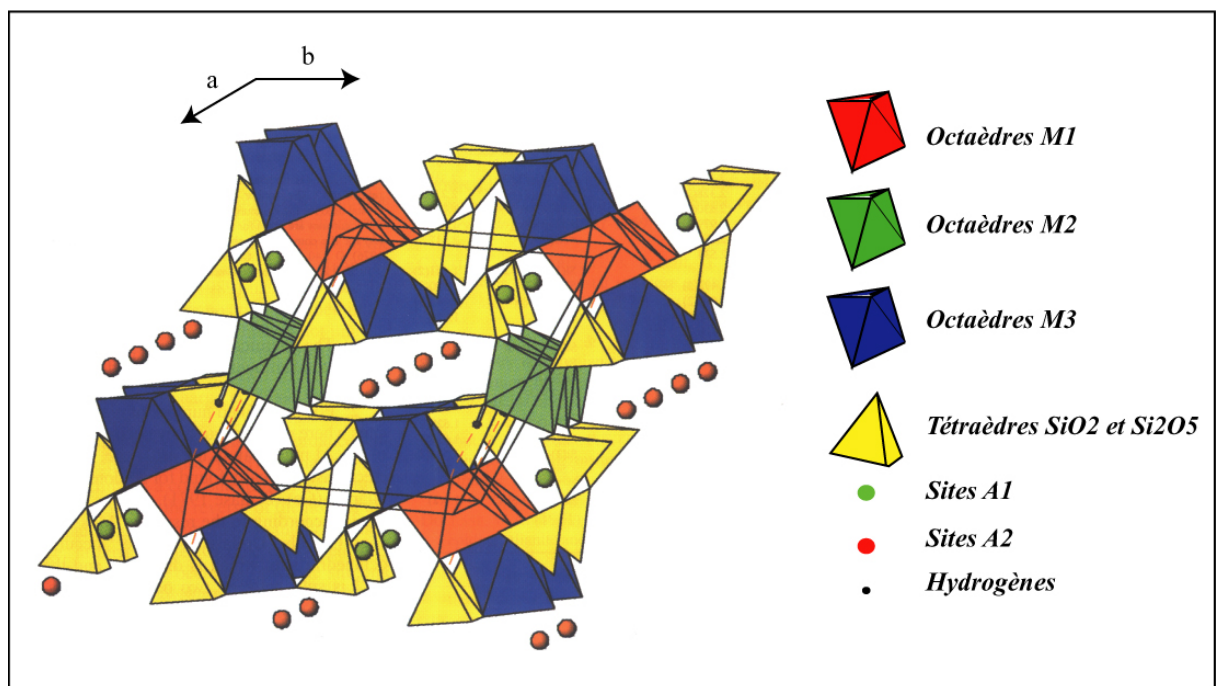 a
b
Octaèdres M1
Octaèdres M2
Octaèdres M3
Tétraèdres SiO2 et Si2O5
Sites A1
Sites A2
Hydrogènes